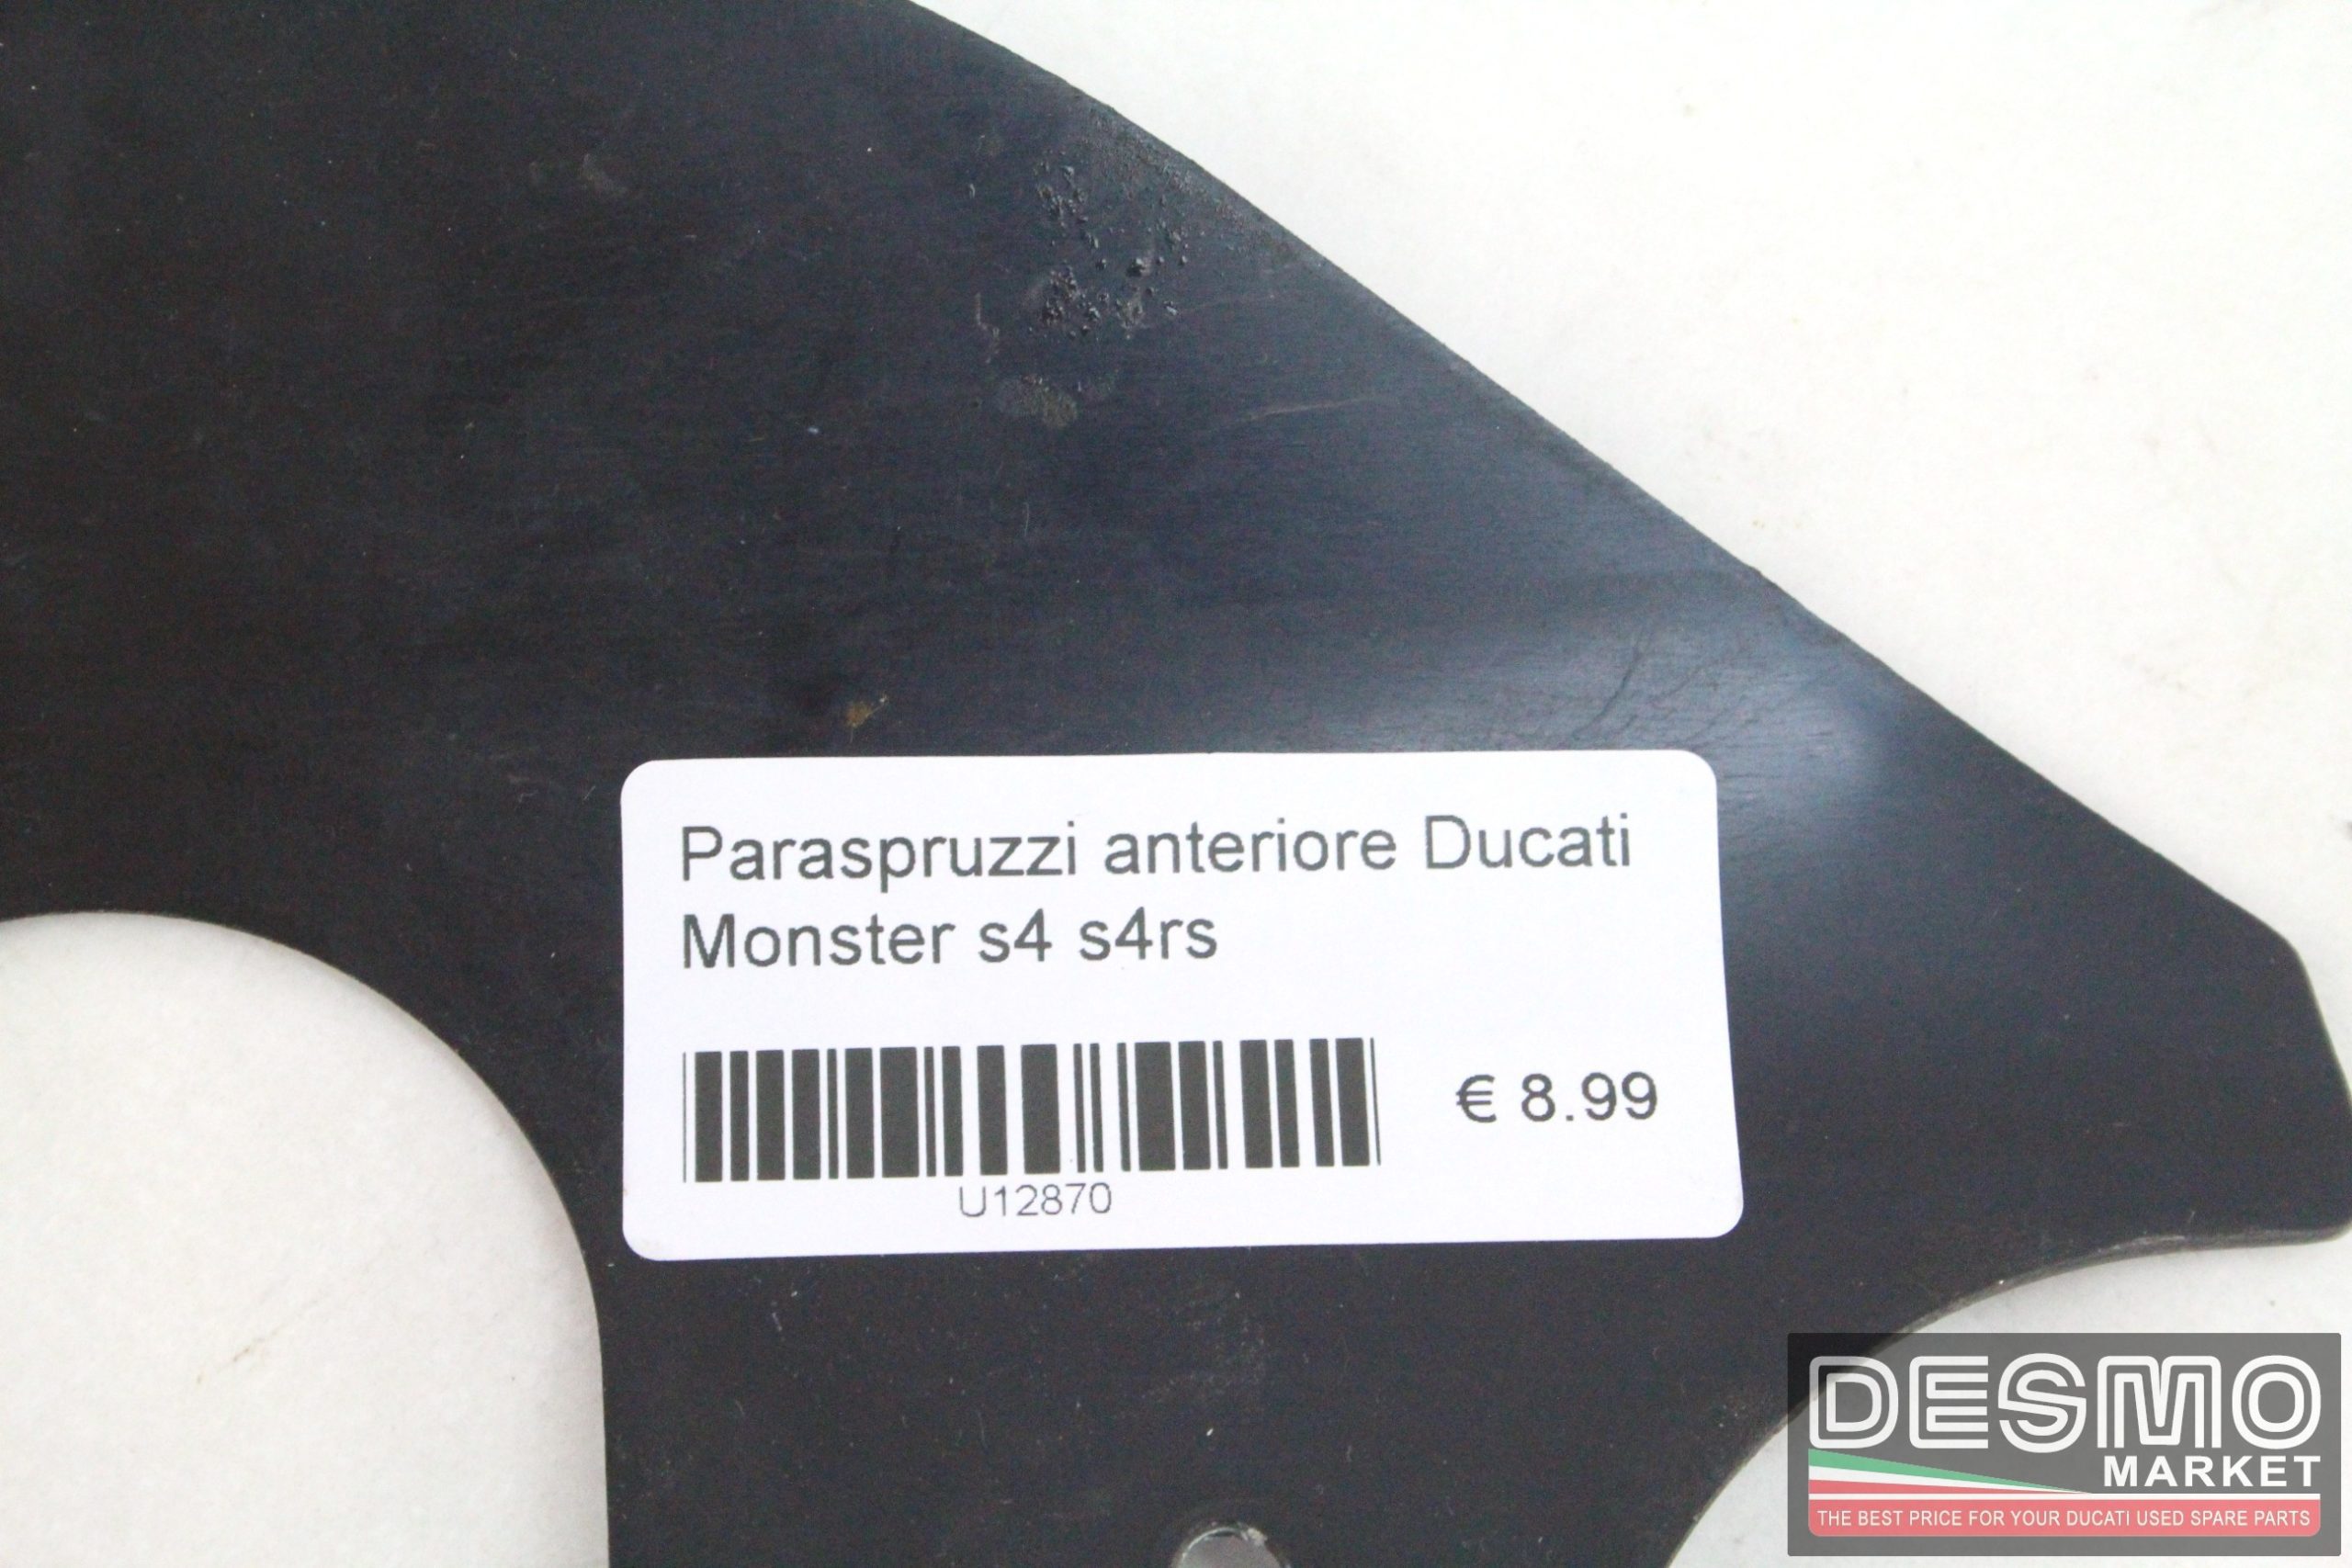 Paraspruzzi anteriore Ducati
Monster s4 s4rs
€ 8.99
U12870
DESMO
MARKET
THE BEST PRICE FOR YOUR DUCATI USED SPARE PARTS